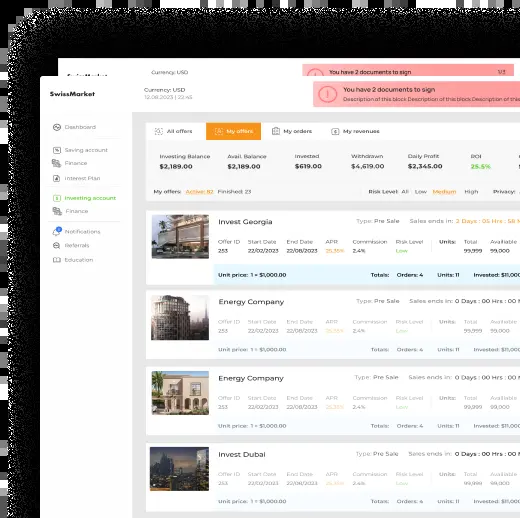 Currency: USD
You have 2 documents to sign
1/3
SwissMarket
Currency: USD
12.08.2023 | 22:45
You have 2 documents to sign
Description of this block Description of this block Description of this
Dashboard
Saving account
Finance
Interest Plan
Investing account
Finance
Notifications
Referrals
Education
All offers
My offers
My orders
My revenues
Investing Balance
Avail. Balance
Invested
Withdrawn
Daily Profit
ROI
$2,189.00
$2,189.00
$619.00
$4,619.00
$2,345.00
25.5%
My offers: Active: 82 Finished: 23
Risk Level: All Low Medium High Privacy:
Invest Georgia
Type: Pre Sale Sales ends in: 2 Days : 05 Hrs : 56
Offer ID Start Date End Date APR Commission Risk Level Units: Total Available
253 22/02/2023 22/08/2023 25,35% 2.4% Low 99,999 99,000
Unit price: 1 = $1,000.00 Totals: Orders: 4 Units: 11 Invested: $11,000
Energy Company
Type: Pre Sale Sales ends in: 0 Days : 00 Hrs : 00
Offer ID Start Date End Date APR Commission Risk Level Units: Total Available
253 22/02/2023 22/08/2023 25,35% 2.4% Low 99,999 99,000
Unit price: 1 = $1,000.00 Totals: Orders: 4 Units: 11 Invested: $11,000
Energy Company
Type: Pre Sale Sales ends in: 0 Days : 00 Hrs : 00
Offer ID Start Date End Date APR Commission Risk Level Units: Total Available
253 22/02/2023 22/08/2023 25,35% 2.4% Low 99,999 99,000
Unit price: 1 = $1,000.00 Totals: Orders: 4 Units: 11 Invested: $11,000
Invest Dubai
Type: Pre Sale Sales ends in: 0 Days : 00 Hrs : 00
Offer ID Start Date End Date APR Commission Risk Level Units: Total Available
253 22/02/2023 22/08/2023 25,35% 2.4% Low 99,999 99,000
Unit price: 1 = $1,000.00 Totals: Orders: 4 Units: 11 Invested: $11,000